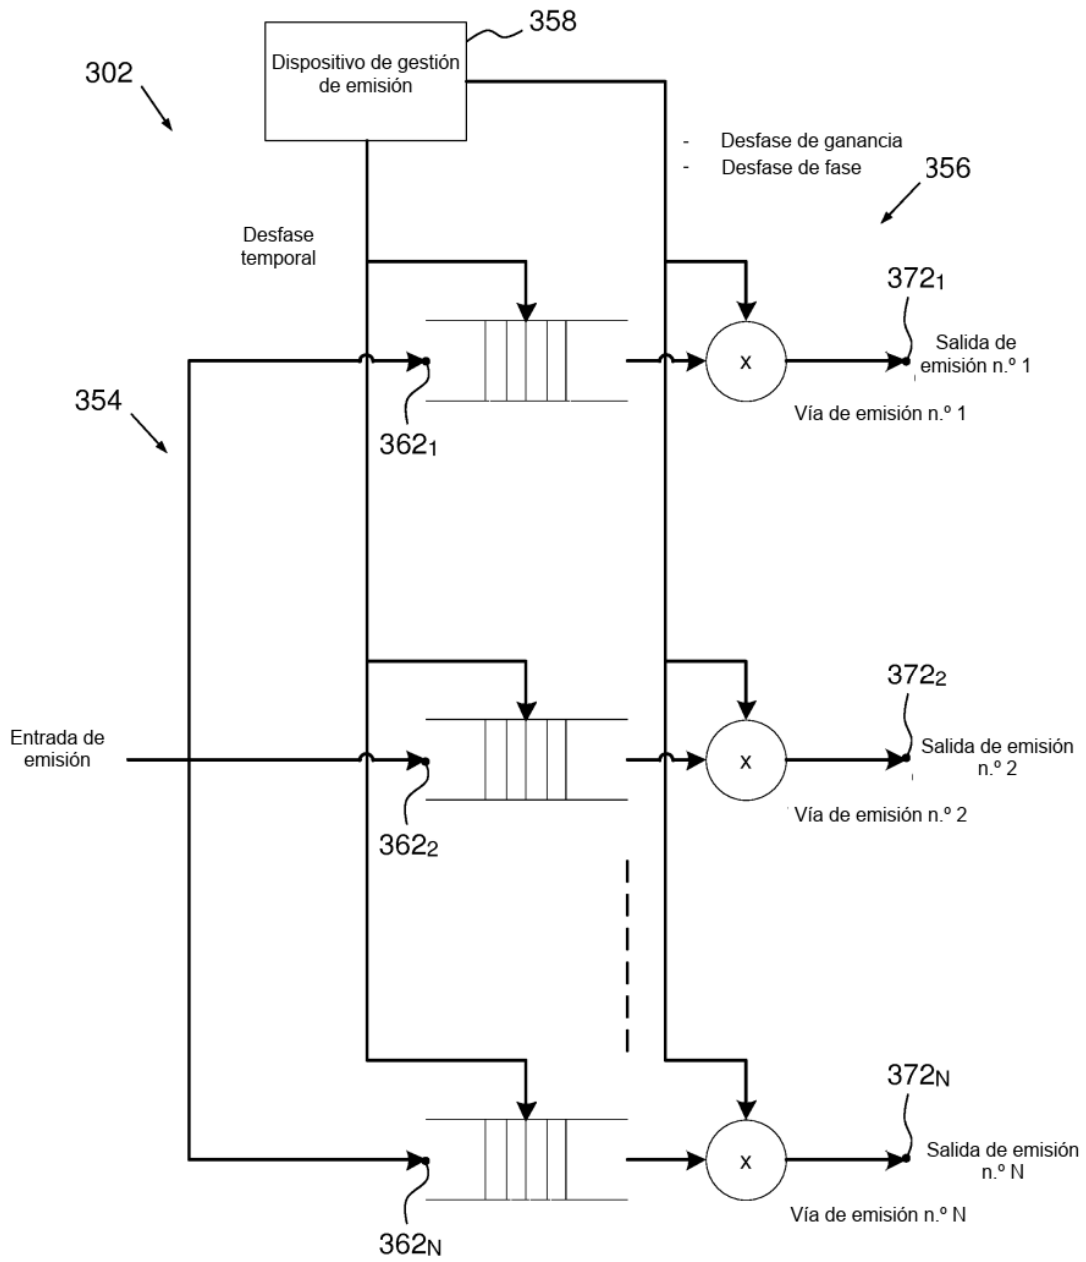 358
Dispositivo de gestión
de emisión
302
- Desfase de ganancia
- Desfase de fase
356
Desfase
temporal
372₁
Salida de
emisión n.º 1
x
354
Vía de emisión n.º 1
362₁
372₂
Entrada de
emisión
Salida de emisión
n.º 2
x
Vía de emisión n.º 2
362₂
372N
Salida de emisión
n.º N
x
Vía de emisión n.º N
362N